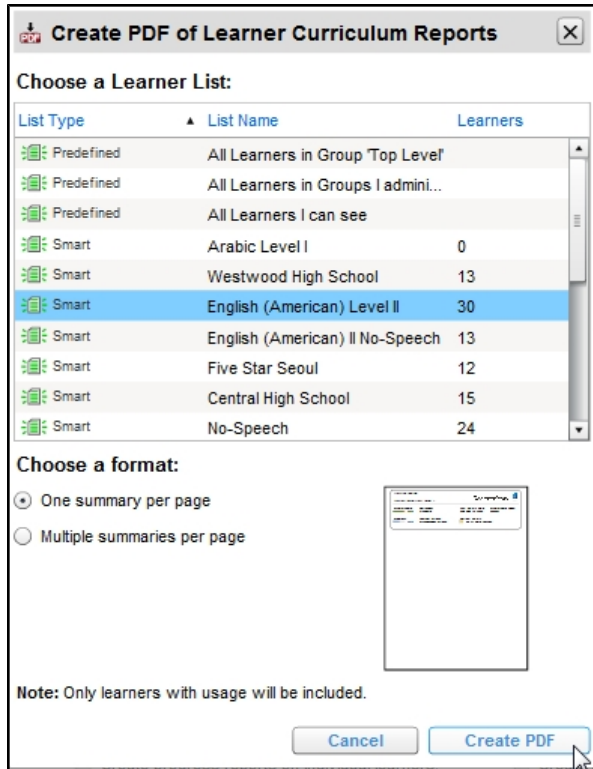 Create PDF of Learner Curriculum Reports
Choose a Learner List:
List Type ▲ List Name Learners
Predefined All Learners in Group 'Top Level'
Predefined All Learners in Groups I admini...
Predefined All Learners I can see
Smart Arabic Level I 0
Smart Westwood High School 13
Smart English (American) Level II 30
Smart English (American) II No-Speech 13
Smart Five Star Seoul 12
Smart Central High School 15
Smart No-Speech 24
Choose a format:
One summary per page
Multiple summaries per page
Note: Only learners with usage will be included.
Cancel Create PDF